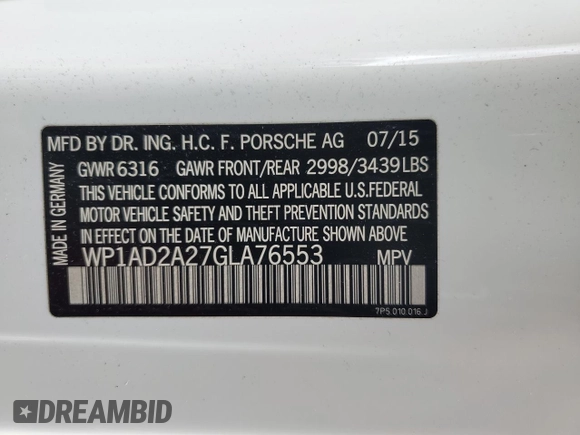 MFD BY DR. ING. H.C. F. PORSCHE AG 07/15
GVWR 6316 GAWR FRONT/REAR 2998/3439 LBS
THIS VEHICLE CONFORMS TO ALL APPLICABLE U.S.FEDERAL
MOTOR VEHICLE SAFETY AND THEFT PREVENTION STANDARDS
IN EFFECT ON THE DATE OF MANUFACTURE SHOWN ABOVE.
WP1AD2A27GLA76553 MPV
MADE IN GERMANY
7P5.010.016.J
DREAMBID